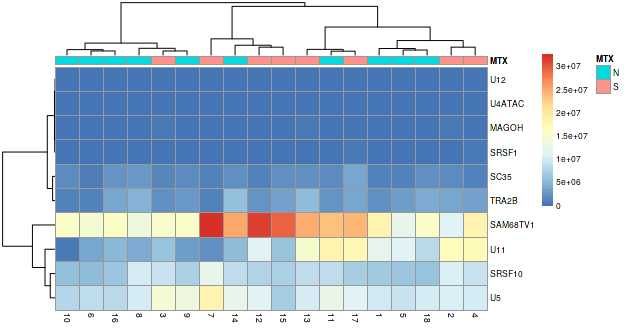 MTX
U12
U4ATAC
MAGOH
SRSF1
SC35
TRA2B
SAM68TV1
U11
SRSF10
U5
10 6 16 8 3 9 7 14 12 15 13 11 17 1 5 18 2 4
3e+07
2.5e+07
2e+07
1.5e+07
1e+07
5e+06
0
MTX
N
S